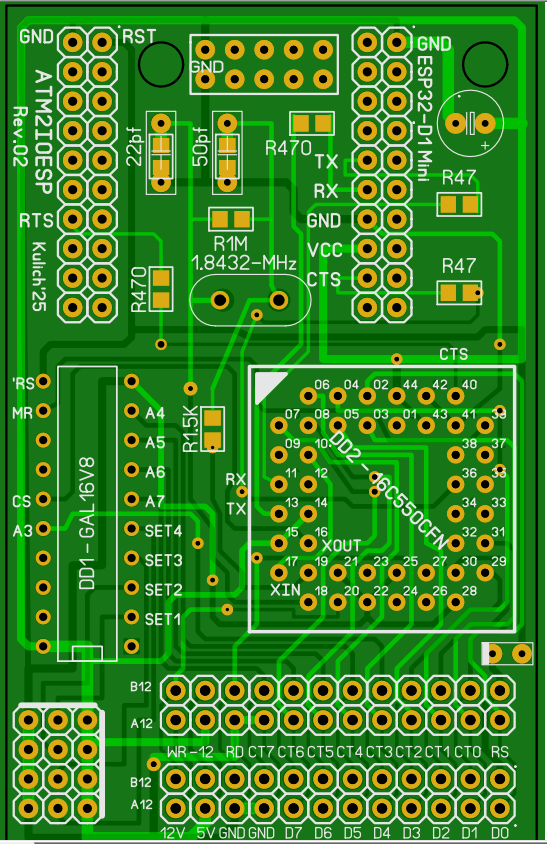 GND
RST
GND
GND
ATM2IOESP
Rev.02
ESP32-D1 Mini
22pf
50pf
R470
TX
R47
RX
RTS
GND
R1M
VCC
Kulich'25
1.8432-MHz
R47
R470
CTS
CTS
'RS
MR
A4
A5
A6
CS
A7
A3
SET4
SET3
SET2
SET1
DD1-GAL16V8
R1.5K
RX
TX
06 04 02 44 42 40
07 08 05 03 01 43 41 39
09 10 38 37
11 12 36 35
13 14 34 33
15 16 32 31
17 19 21 23 25 27 30 29
18 20 22 24 26 28
DD2-16C550CFN
XOUT
XIN
B12
A12
WR -12 RD CT7 CT6 CT5 CT4 CT3 CT2 CT1 CT0 RS
B12
A12
12V 5V GND GND D7 D6 D5 D4 D3 D2 D1 D0
+